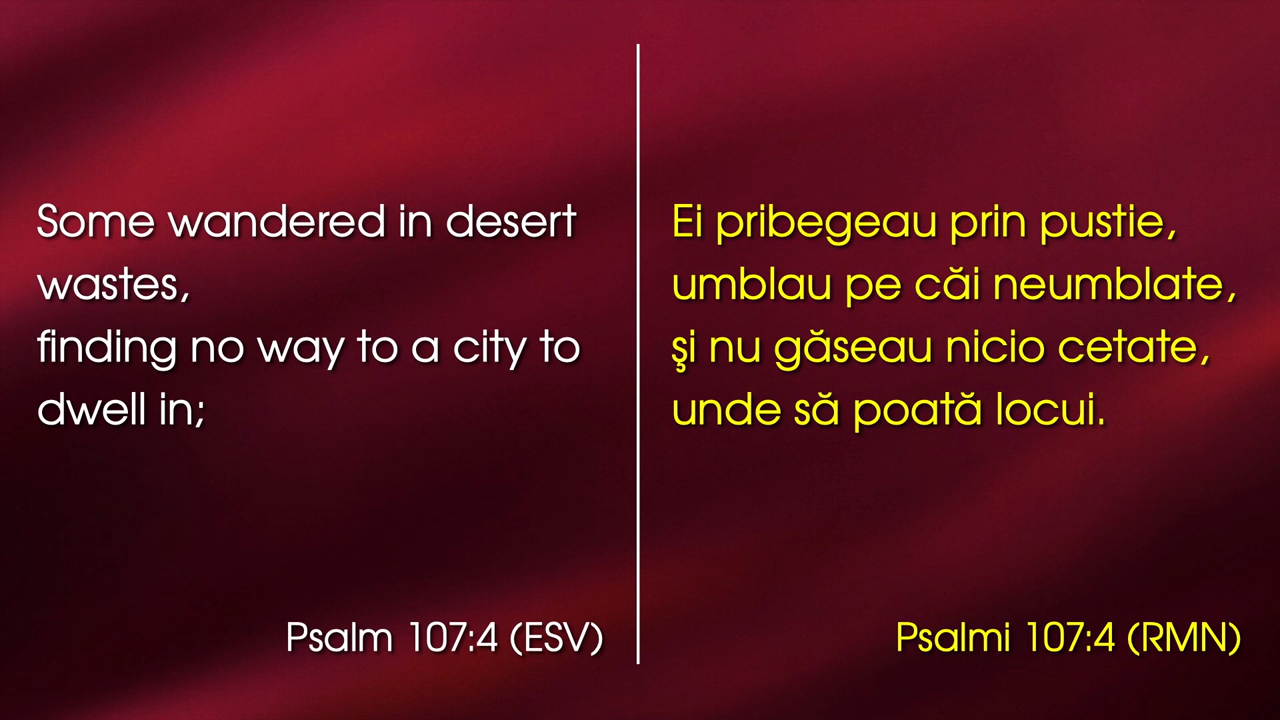 Some wandered in desert
wastes,
finding no way to a city to
dwell in;
Psalm 107:4 (ESV)
Ei pribegeau prin pustie,
umblau pe căi neumblate,
şi nu găseau nicio cetate,
unde să poată locui.
Psalmi 107:4 (RMN)